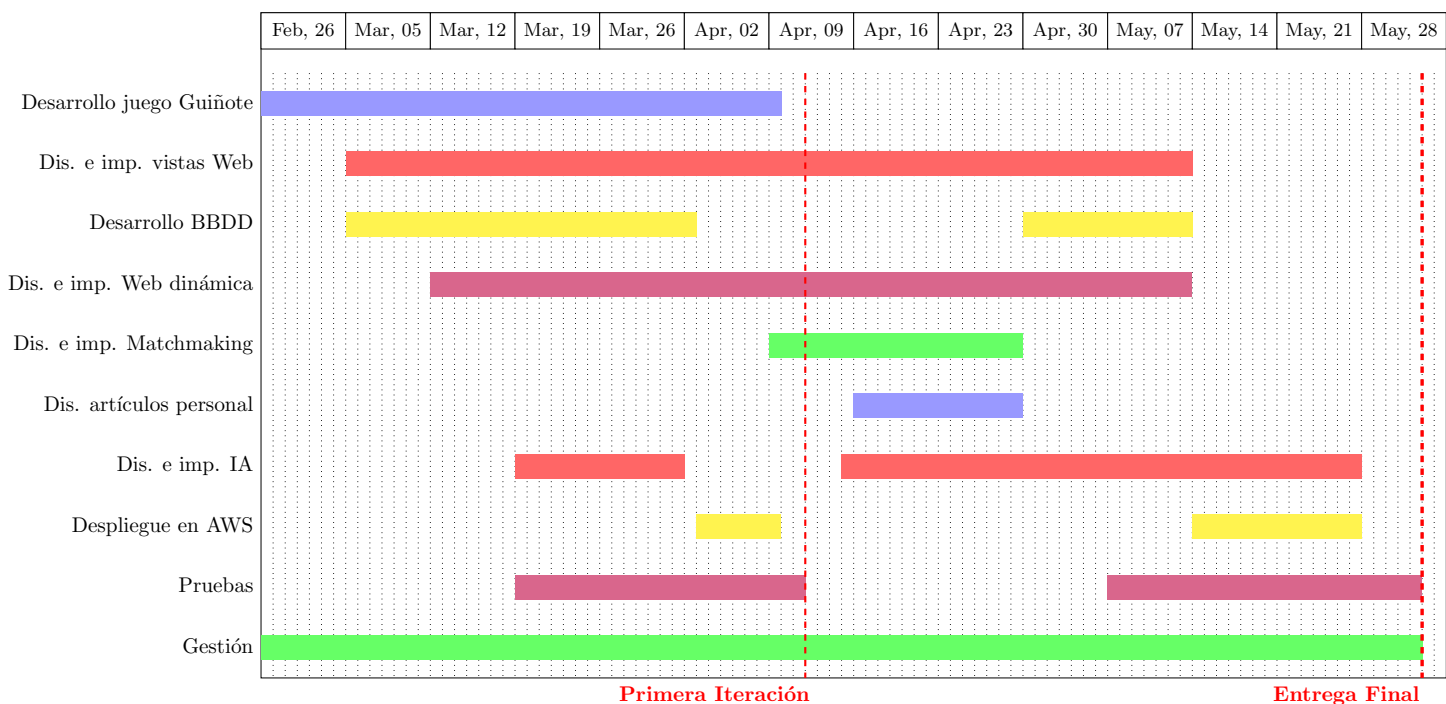 Feb, 26 Mar, 05 Mar, 12 Mar, 19 Mar, 26 Apr, 02 Apr, 09 Apr, 16 Apr, 23 Apr, 30 May, 07 May, 14 May, 21 May, 28
Desarrollo juego Guiñote
Dis. e imp. vistas Web
Desarrollo BBDD
Dis. e imp. Web dinámica
Dis. e imp. Matchmaking
Dis. artículos personal
Dis. e imp. IA
Despliegue en AWS
Pruebas
Gestión
Primera Iteración Entrega Final